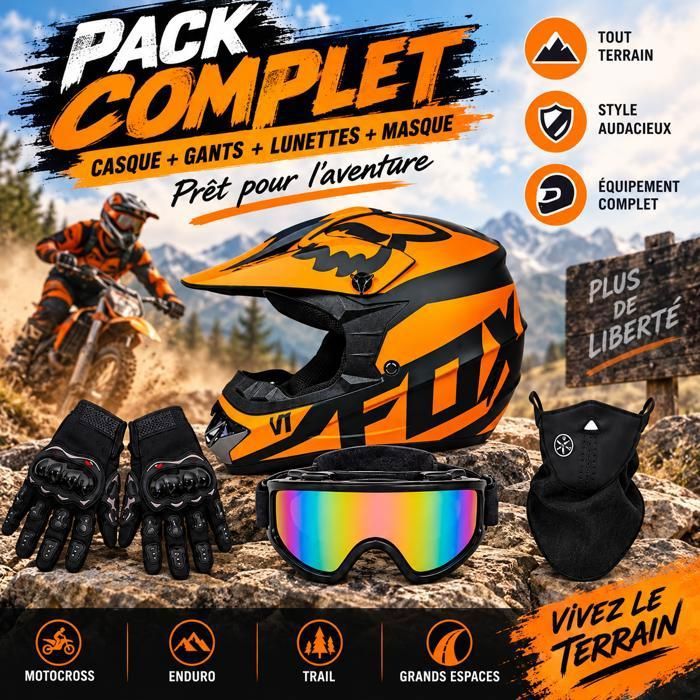 PACK
COMPLET
CASQUE + GANTS + LUNETTES + MASQUE
Prêt pour l'aventure
TOUT
TERRAIN
STYLE
AUDACIEUX
ÉQUIPEMENT
COMPLET
PLUS
DE
LIBERTÉ
FOX
V1
VIVEZ LE
TERRAIN
MOTOCROSS
ENDURO
TRAIL
GRANDS ESPACES